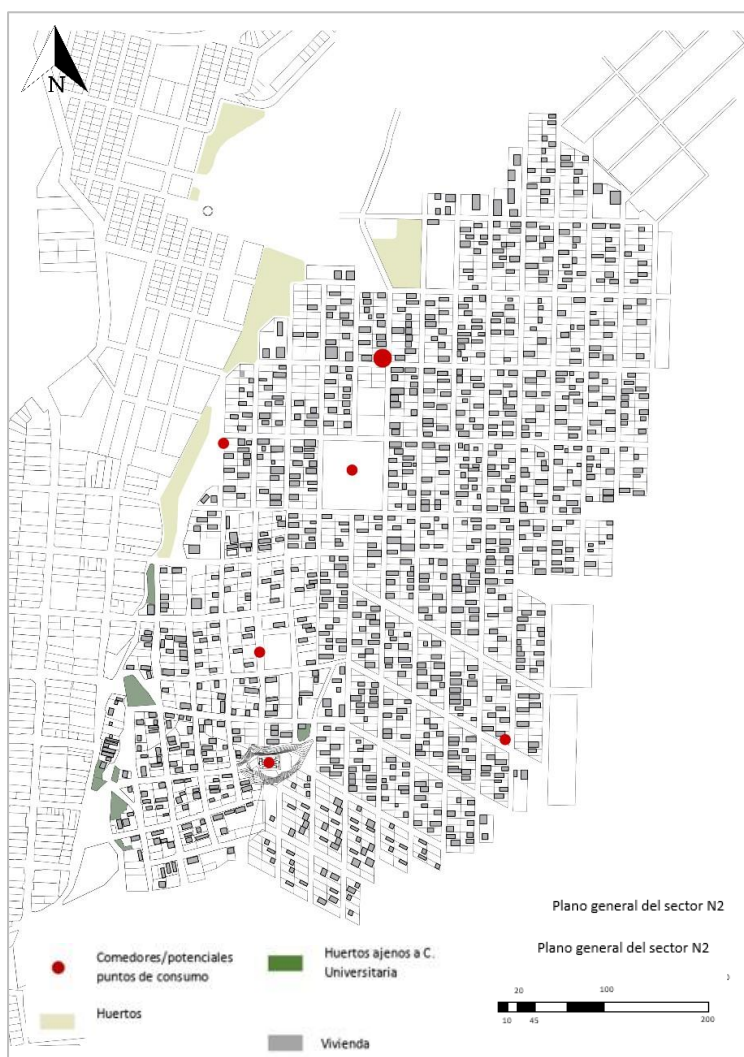 N
Plano general del sector N2
Plano general del sector N2
Comedores/potenciales
puntos de consumo
Huertos ajenos a C.
Universitaria
Huertos
Vivienda
20
100
10
45
200